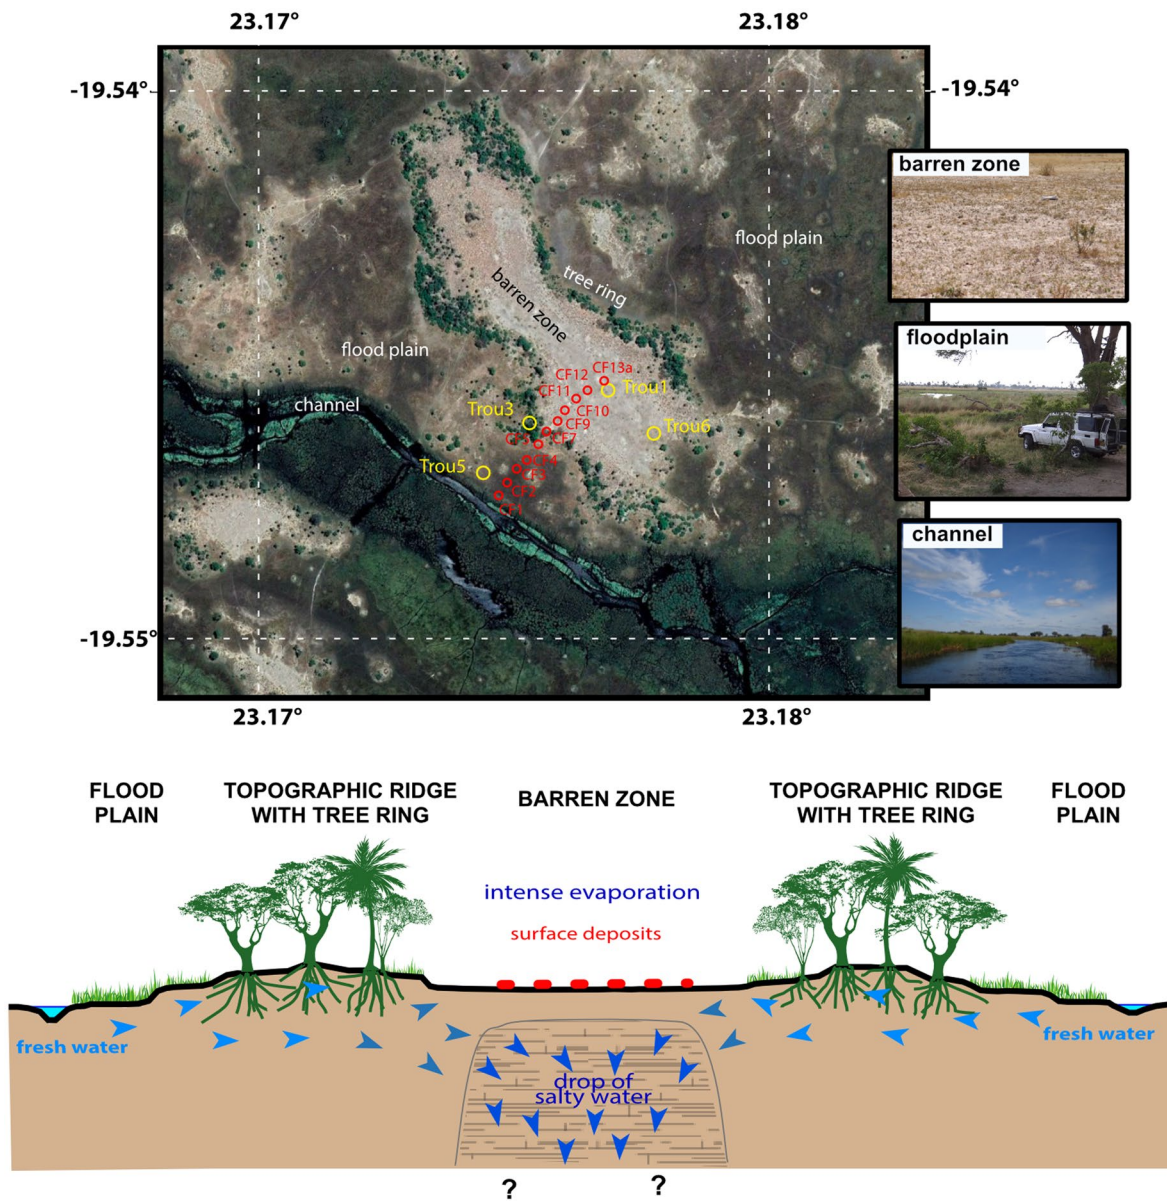 23.17°
23.18°
-19.54°
-19.54°
barren zone
flood plain
tree ring
barren zone
floodplain
flood plain
CF13a
CF12
Trou1
CF11
channel
Trou3
CF10
CF9
Trou6
CF7
CF5
CF4
Trou5
CF3
CF2
CF1
channel
-19.55°
23.17°
23.18°
FLOOD
PLAIN
TOPOGRAPHIC RIDGE
WITH TREE RING
BARREN ZONE
TOPOGRAPHIC RIDGE
WITH TREE RING
FLOOD
PLAIN
intense evaporation
surface deposits
fresh water
fresh water
drop of
salty water
?
?